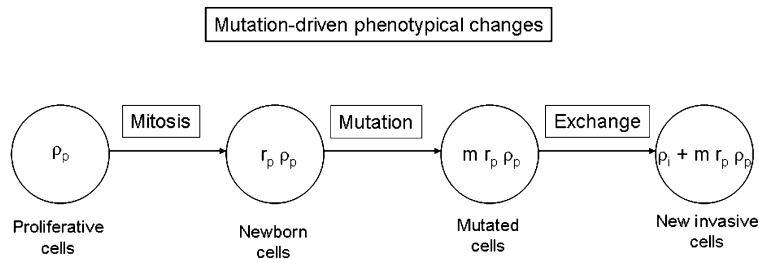 Mutation-driven phenotypical changes
Mitosis
Mutation
Exchange
ρₚ
rₚ ρₚ
m rₚ ρₚ
ρᵢ + m rₚ ρₚ
Proliferative
cells
Newborn
cells
Mutated
cells
New invasive
cells